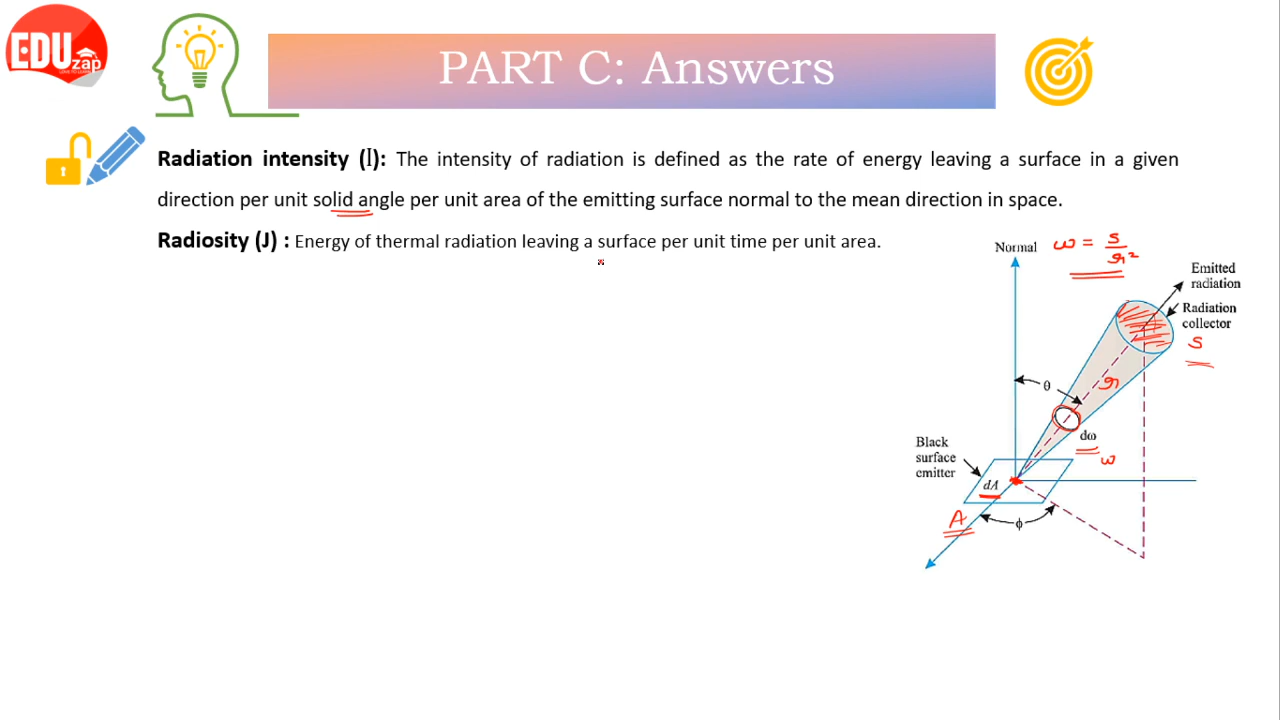 EDU
zap
PART C: Answers
Radiation intensity (I): The intensity of radiation is defined as the rate of energy leaving a surface in a given
direction per unit solid angle per unit area of the emitting surface normal to the mean direction in space.
Radiosity (J) : Energy of thermal radiation leaving a surface per unit time per unit area.
Normal
ω = s/r²
Emitted
radiation
Radiation
collector
s
θ
r
dω
ω
Black
surface
emitter
dA
A
ϕ